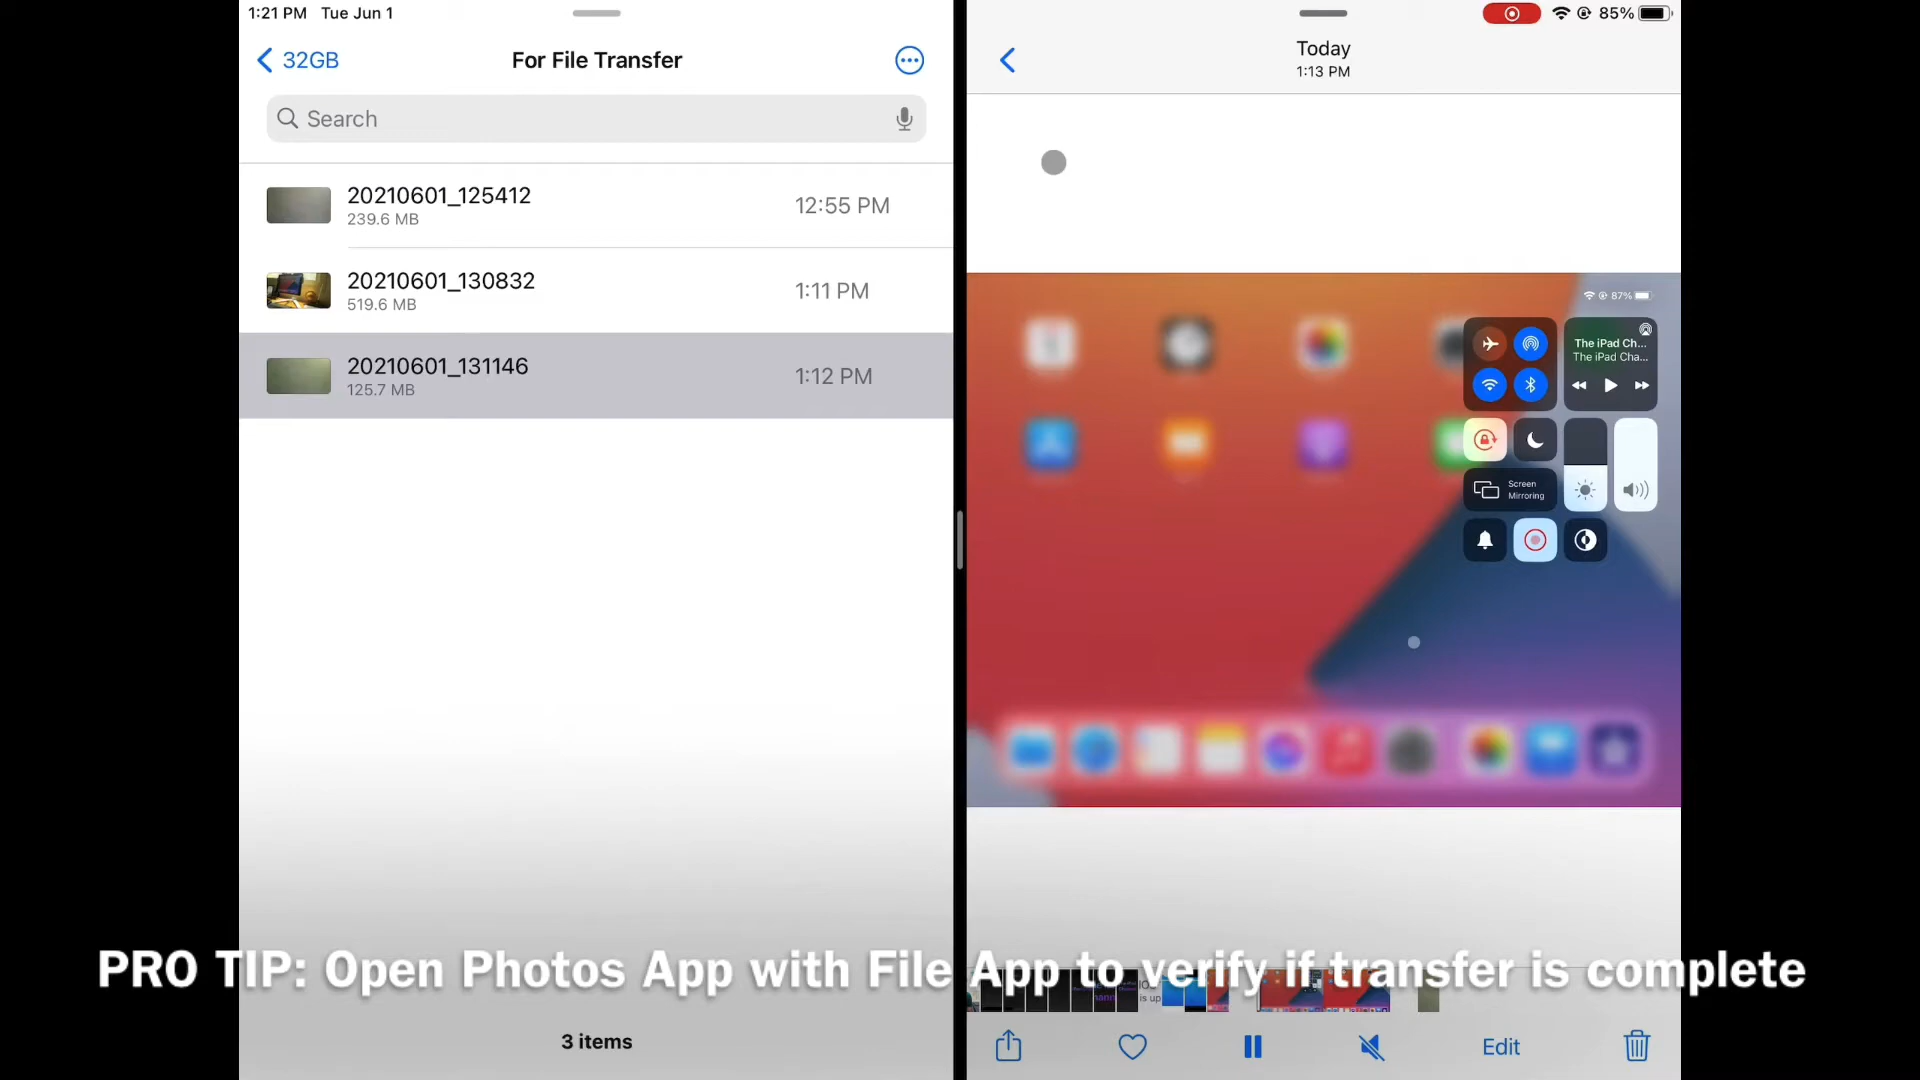 1:21 PM Tue Jun 1
85%
32GB
For File Transfer
Search
20210601_125412
239.6 MB
12:55 PM
20210601_130832
519.6 MB
1:11 PM
20210601_131146
125.7 MB
1:12 PM
3 items
Today
1:13 PM
87%
The iPad Ch...
The iPad Cha...
Screen
Mirroring
PRO TIP: Open Photos App with File App to verify if transfer is complete
is up
Edit